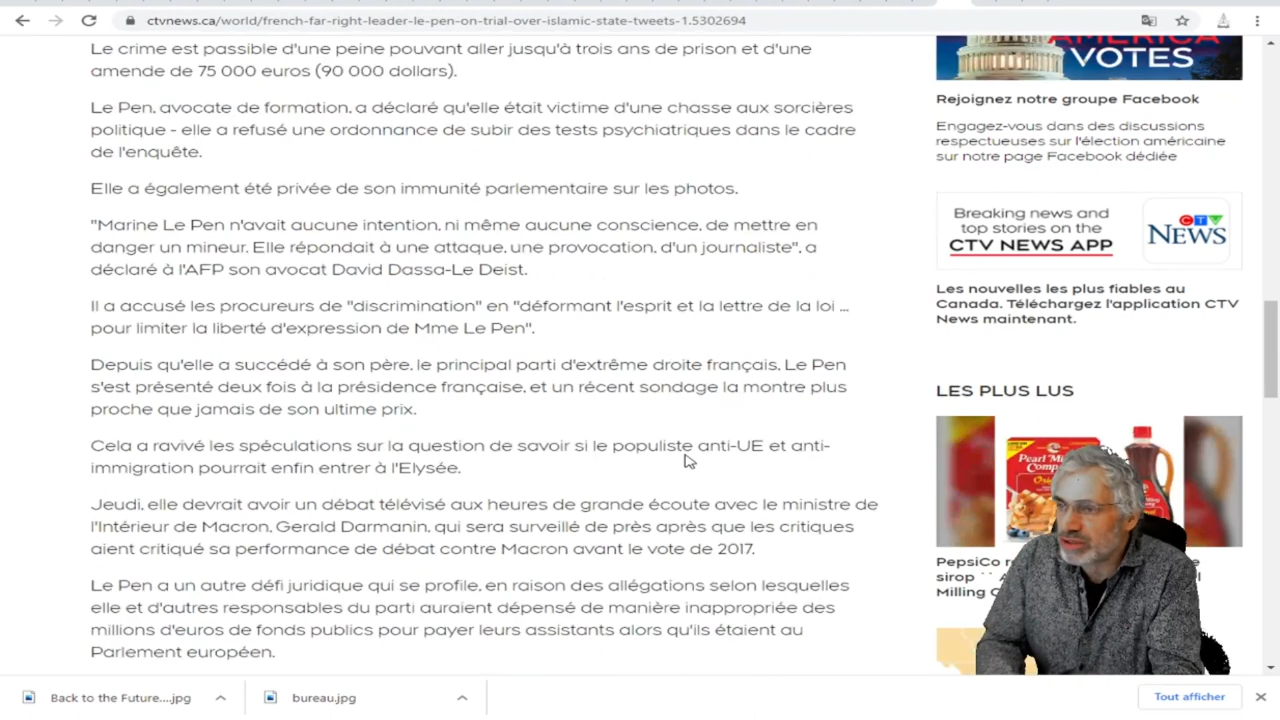 ctvnews.ca/world/french-far-right-leader-le-pen-on-trial-over-islamic-state-tweets-1.5302694
Le crime est passible d'une peine pouvant aller jusqu'à trois ans de prison et d'une
amende de 75 000 euros (90 000 dollars).
Le Pen, avocate de formation, a déclaré qu'elle était victime d'une chasse aux sorcières
politique - elle a refusé une ordonnance de subir des tests psychiatriques dans le cadre
de l'enquête.
Elle a également été privée de son immunité parlementaire sur les photos.
"Marine Le Pen n'avait aucune intention, ni même aucune conscience, de mettre en
danger un mineur. Elle répondait à une attaque, une provocation, d'un journaliste", a
déclaré à l'AFP son avocat David Dassa-Le Deist.
Il a accusé les procureurs de "discrimination" en "déformant l'esprit et la lettre de la loi ...
pour limiter la liberté d'expression de Mme Le Pen".
Depuis qu'elle a succédé à son père, le principal parti d'extrême droite français, Le Pen
s'est présenté deux fois à la présidence française, et un récent sondage la montre plus
proche que jamais de son ultime prix.
Cela a ravivé les spéculations sur la question de savoir si le populiste anti-UE et anti-
immigration pourrait enfin entrer à l'Elysée.
Jeudi, elle devrait avoir un débat télévisé aux heures de grande écoute avec le ministre de
l'Intérieur de Macron, Gerald Darmanin, qui sera surveillé de près après que les critiques
aient critiqué sa performance de débat contre Macron avant le vote de 2017.
Le Pen a un autre défi juridique qui se profile, en raison des allégations selon lesquelles
elle et d'autres responsables du parti auraient dépensé de manière inappropriée des
millions d'euros de fonds publics pour payer leurs assistants alors qu'ils étaient au
Parlement européen.
AMERICA
VOTES
Rejoignez notre groupe Facebook
Engagez-vous dans des discussions
respectueuses sur l'élection américaine
sur notre page Facebook dédiée
Breaking news and
top stories on the
CTV NEWS APP
CTV
NEWS
Les nouvelles les plus fiables au
Canada. Téléchargez l'application CTV
News maintenant.
LES PLUS LUS
Pearl Mi
Comp
PepsiCo
sirop
Milling
Back to the Future....jpg
bureau.jpg
Tout afficher